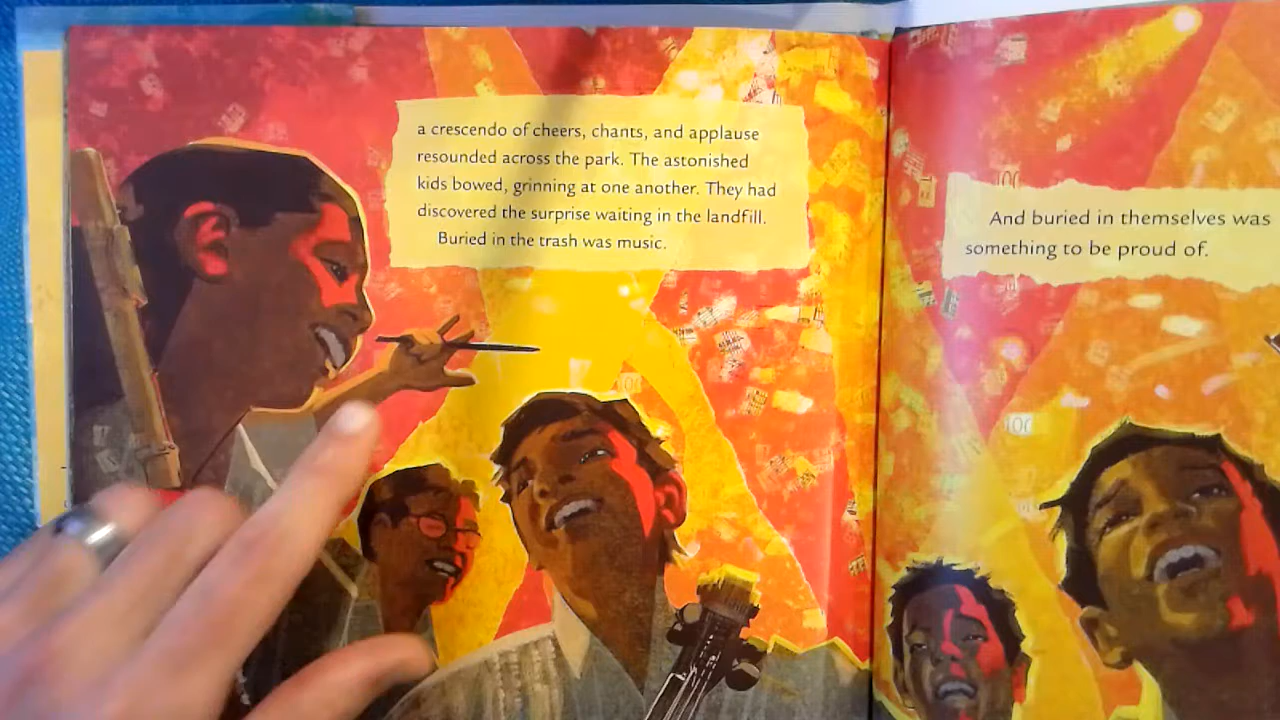 a crescendo of cheers, chants, and applause
resounded across the park. The astonished
kids bowed, grinning at one another. They had
discovered the surprise waiting in the landfill.
Buried in the trash was music.
And buried in themselves was
something to be proud of.